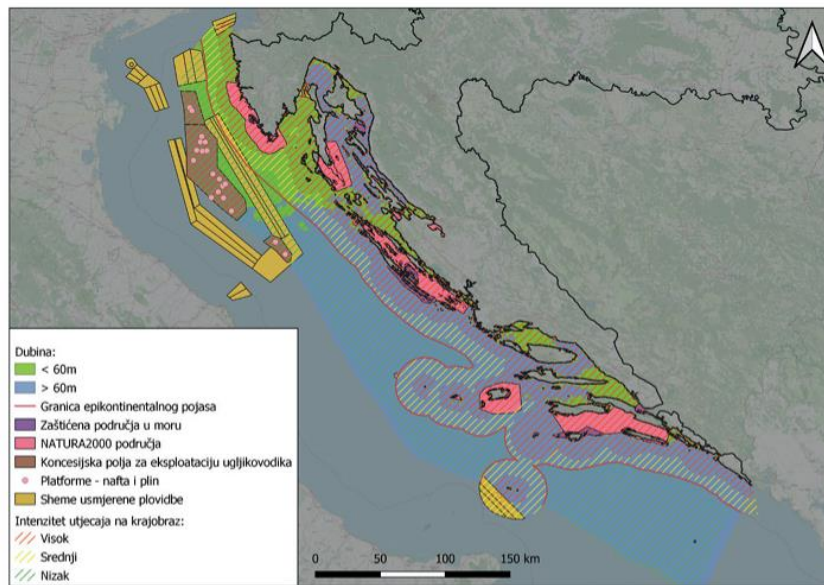 Dubina:
< 60m
> 60m
Granica epikontinentalnog pojasa
Zaštićena područja u moru
NATURA2000 područja
Koncesijska polja za eksploataciju ugljikovodika
Platforme - nafta i plin
Sheme usmjerene plovidbe
Intenzitet utjecaja na krajobraz:
Visok
Srednji
Nizak
0 50 100 150 km